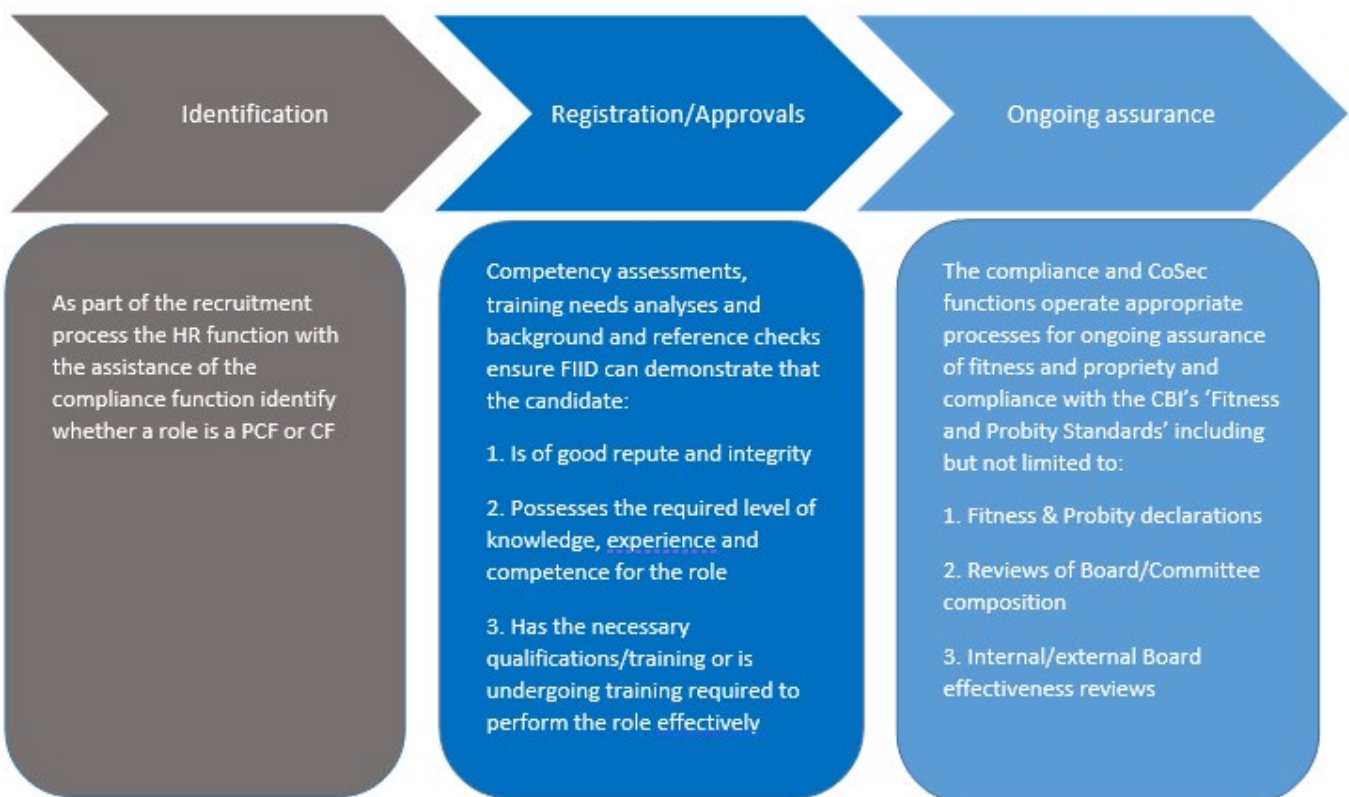 Identification
Registration/Approvals
Ongoing assurance
As part of the recruitment
process the HR function with
the assistance of the
compliance function identify
whether a role is a PCF or CF
Competency assessments,
training needs analyses and
background and reference checks
ensure FIID can demonstrate that
the candidate:
1. Is of good repute and integrity
2. Possesses the required level of
knowledge, experience and
competence for the role
3. Has the necessary
qualifications/training or is
undergoing training required to
perform the role effectively
The compliance and CoSec
functions operate appropriate
processes for ongoing assurance
of fitness and propriety and
compliance with the CBI’s ‘Fitness
and Probity Standards’ including
but not limited to:
1. Fitness & Probity declarations
2. Reviews of Board/Committee
composition
3. Internal/external Board
effectiveness reviews